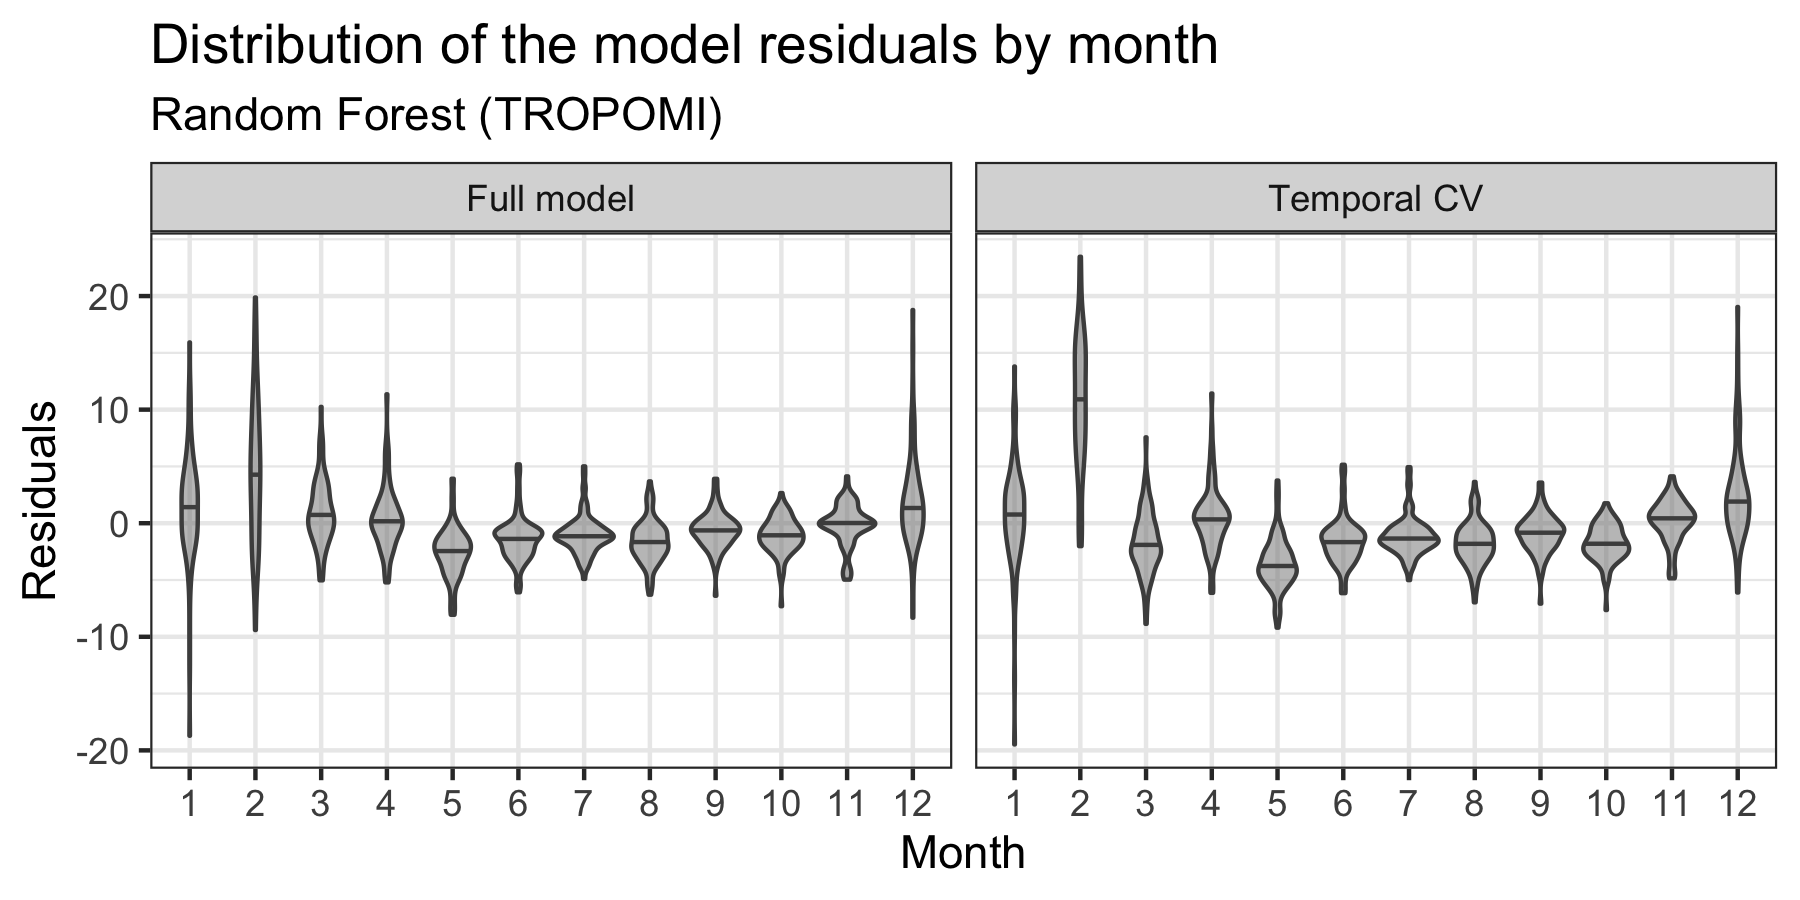 Distribution of the model residuals by month
Random Forest (TROPOMI)
Full model
Temporal CV
Residuals
20
10
0
-10
-20
1 2 3 4 5 6 7 8 9 10 11 12
1 2 3 4 5 6 7 8 9 10 11 12
Month